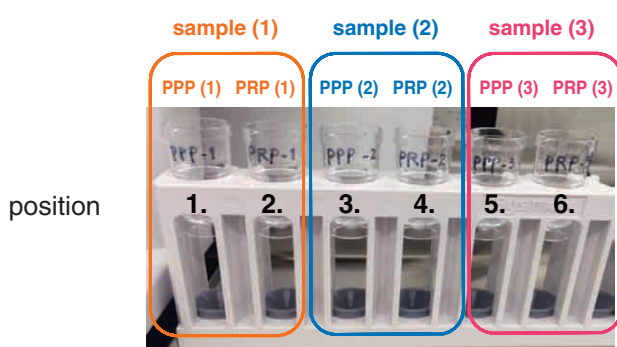 sample (1) sample (2) sample (3)
PPP (1) PRP (1) PPP (2) PRP (2) PPP (3) PRP (3)
PPP-1 PRP-1 PPP-2 PRP-2 PPP-3 PRP-
position 1. 2. 3. 4. 5. 6.